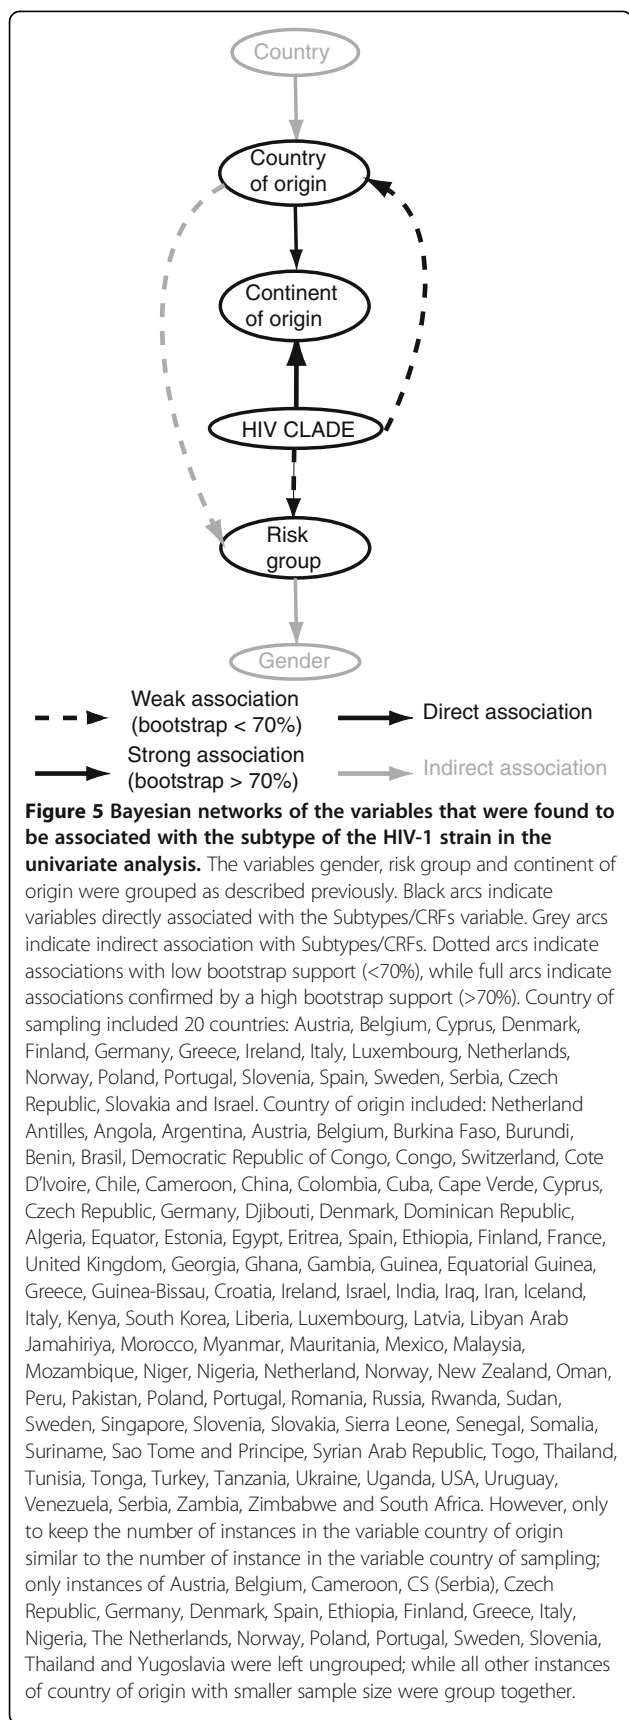 Country
Country
of origin
Continent
of origin
HIV CLADE
Risk
group
Gender
Weak association
(bootstrap < 70%)
Direct association
Strong association
(bootstrap > 70%)
Indirect association
Figure 5 Bayesian networks of the variables that were found to
be associated with the subtype of the HIV-1 strain in the
univariate analysis. The variables gender, risk group and continent of
origin were grouped as described previously. Black arcs indicate
variables directly associated with the Subtypes/CRFs variable. Grey arcs
indicate indirect association with Subtypes/CRFs. Dotted arcs indicate
associations with low bootstrap support (<70%), while full arcs indicate
associations confirmed by a high bootstrap support (>70%). Country of
sampling included 20 countries: Austria, Belgium, Cyprus, Denmark,
Finland, Germany, Greece, Ireland, Italy, Luxembourg, Netherlands,
Norway, Poland, Portugal, Slovenia, Spain, Sweden, Serbia, Czech
Republic, Slovakia and Israel. Country of origin included: Netherland
Antilles, Angola, Argentina, Austria, Belgium, Burkina Faso, Burundi,
Benin, Brasil, Democratic Republic of Congo, Congo, Switzerland, Cote
D’Ivoire, Chile, Cameroon, China, Colombia, Cuba, Cape Verde, Cyprus,
Czech Republic, Germany, Djibouti, Denmark, Dominican Republic,
Algeria, Equator, Estonia, Egypt, Eritrea, Spain, Ethiopia, Finland, France,
United Kingdom, Georgia, Ghana, Gambia, Guinea, Equatorial Guinea,
Greece, Guinea-Bissau, Croatia, Ireland, Israel, India, Iraq, Iran, Iceland,
Italy, Kenya, South Korea, Liberia, Luxembourg, Latvia, Libyan Arab
Jamahiriya, Morocco, Myanmar, Mauritania, Mexico, Malaysia,
Mozambique, Niger, Nigeria, Netherland, Norway, New Zealand, Oman,
Peru, Pakistan, Poland, Portugal, Romania, Russia, Rwanda, Sudan,
Sweden, Singapore, Slovenia, Slovakia, Sierra Leone, Senegal, Somalia,
Suriname, Sao Tome and Principe, Syrian Arab Republic, Togo, Thailand,
Tunisia, Tonga, Turkey, Tanzania, Ukraine, Uganda, USA, Uruguay,
Venezuela, Serbia, Zambia, Zimbabwe and South Africa. However, only
to keep the number of instances in the variable country of origin
similar to the number of instance in the variable country of sampling;
only instances of Austria, Belgium, Cameroon, CS (Serbia), Czech
Republic, Germany, Denmark, Spain, Ethiopia, Finland, Greece, Italy,
Nigeria, The Netherlands, Norway, Poland, Portugal, Sweden, Slovenia,
Thailand and Yugoslavia were left ungrouped; while all other instances
of country of origin with smaller sample size were group together.